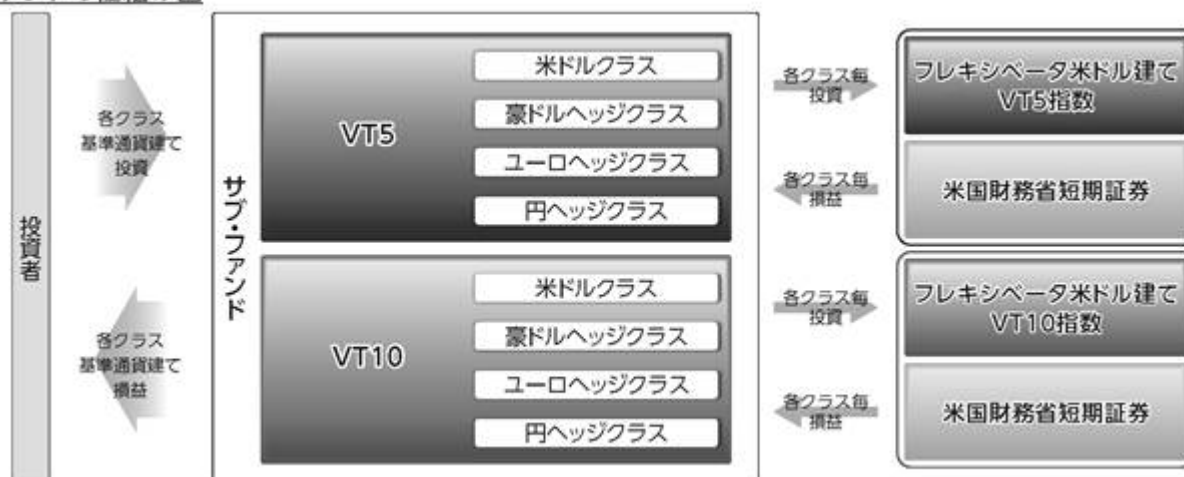 投資者
各クラス
基準通貨建て
投資
各クラス
基準通貨建て
損益
サブ・ファンド
VT5
米ドルクラス
豪ドルヘッジクラス
ユーロヘッジクラス
円ヘッジクラス
VT10
米ドルクラス
豪ドルヘッジクラス
ユーロヘッジクラス
円ヘッジクラス
各クラス毎
投資
各クラス毎
損益
各クラス毎
投資
各クラス毎
損益
フレキシベータ米ドル建て
VT5指数
米国財務省短期証券
フレキシベータ米ドル建て
VT10指数
米国財務省短期証券